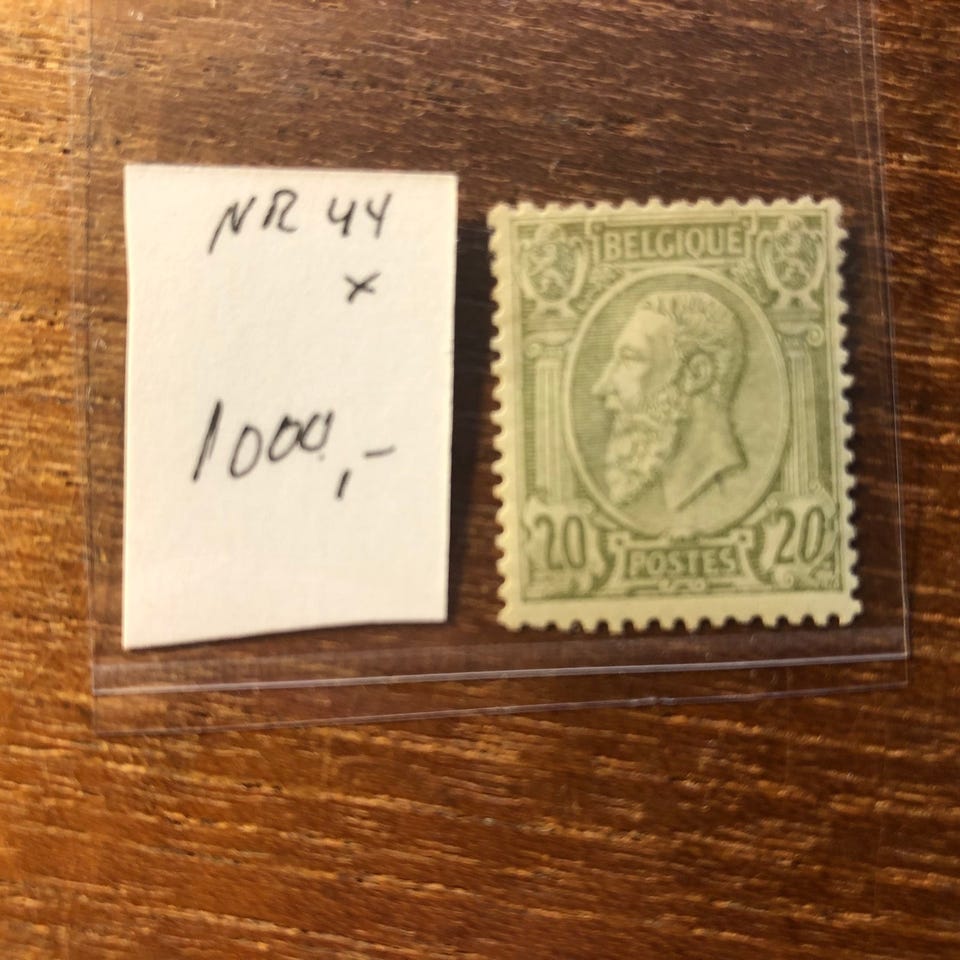 NR 44
x
1000,-
BELGIQUE
20 POSTES 20